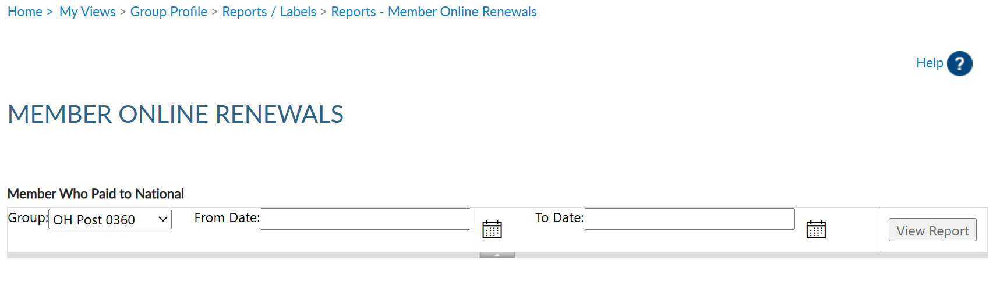 Home > My Views > Group Profile > Reports / Labels > Reports - Member Online Renewals
Help ?
MEMBER ONLINE RENEWALS
Member Who Paid to National
Group: OH Post 0360 From Date: To Date: View Report